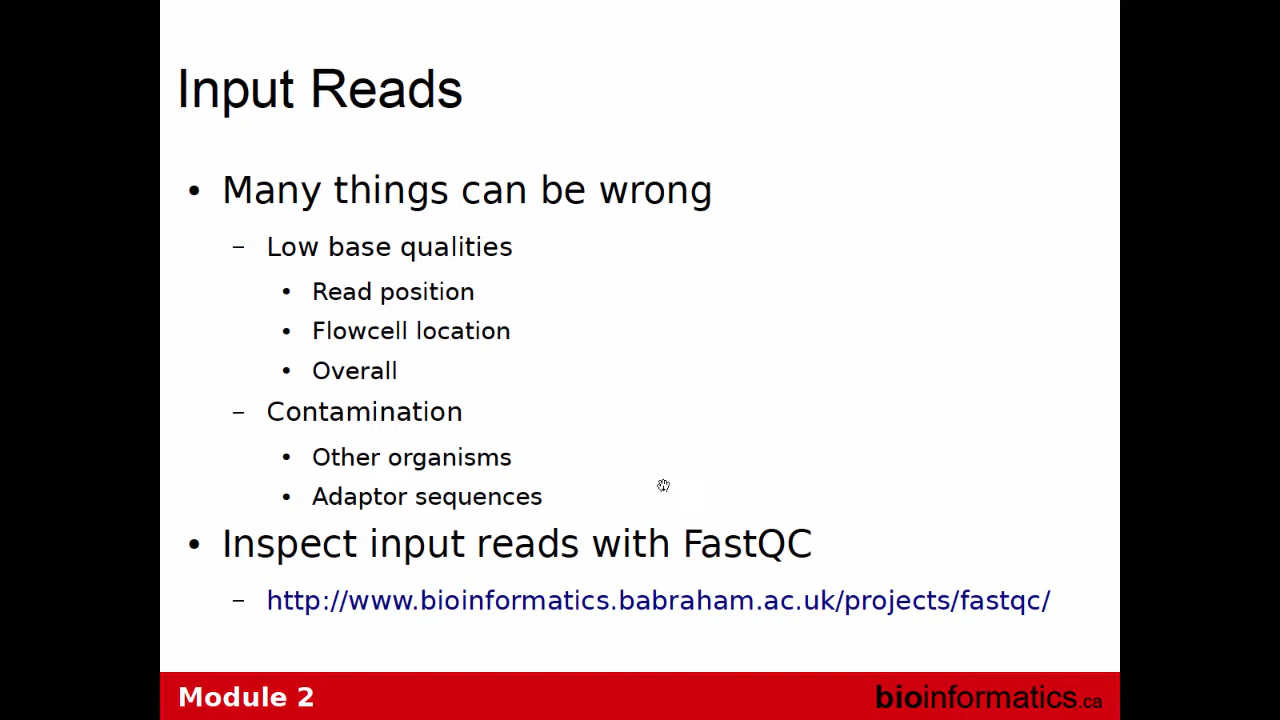 Input Reads
• Many things can be wrong
– Low base qualities
• Read position
• Flowcell location
• Overall
– Contamination
• Other organisms
• Adaptor sequences
• Inspect input reads with FastQC
– http://www.bioinformatics.babraham.ac.uk/projects/fastqc/
Module 2
bioinformatics.ca